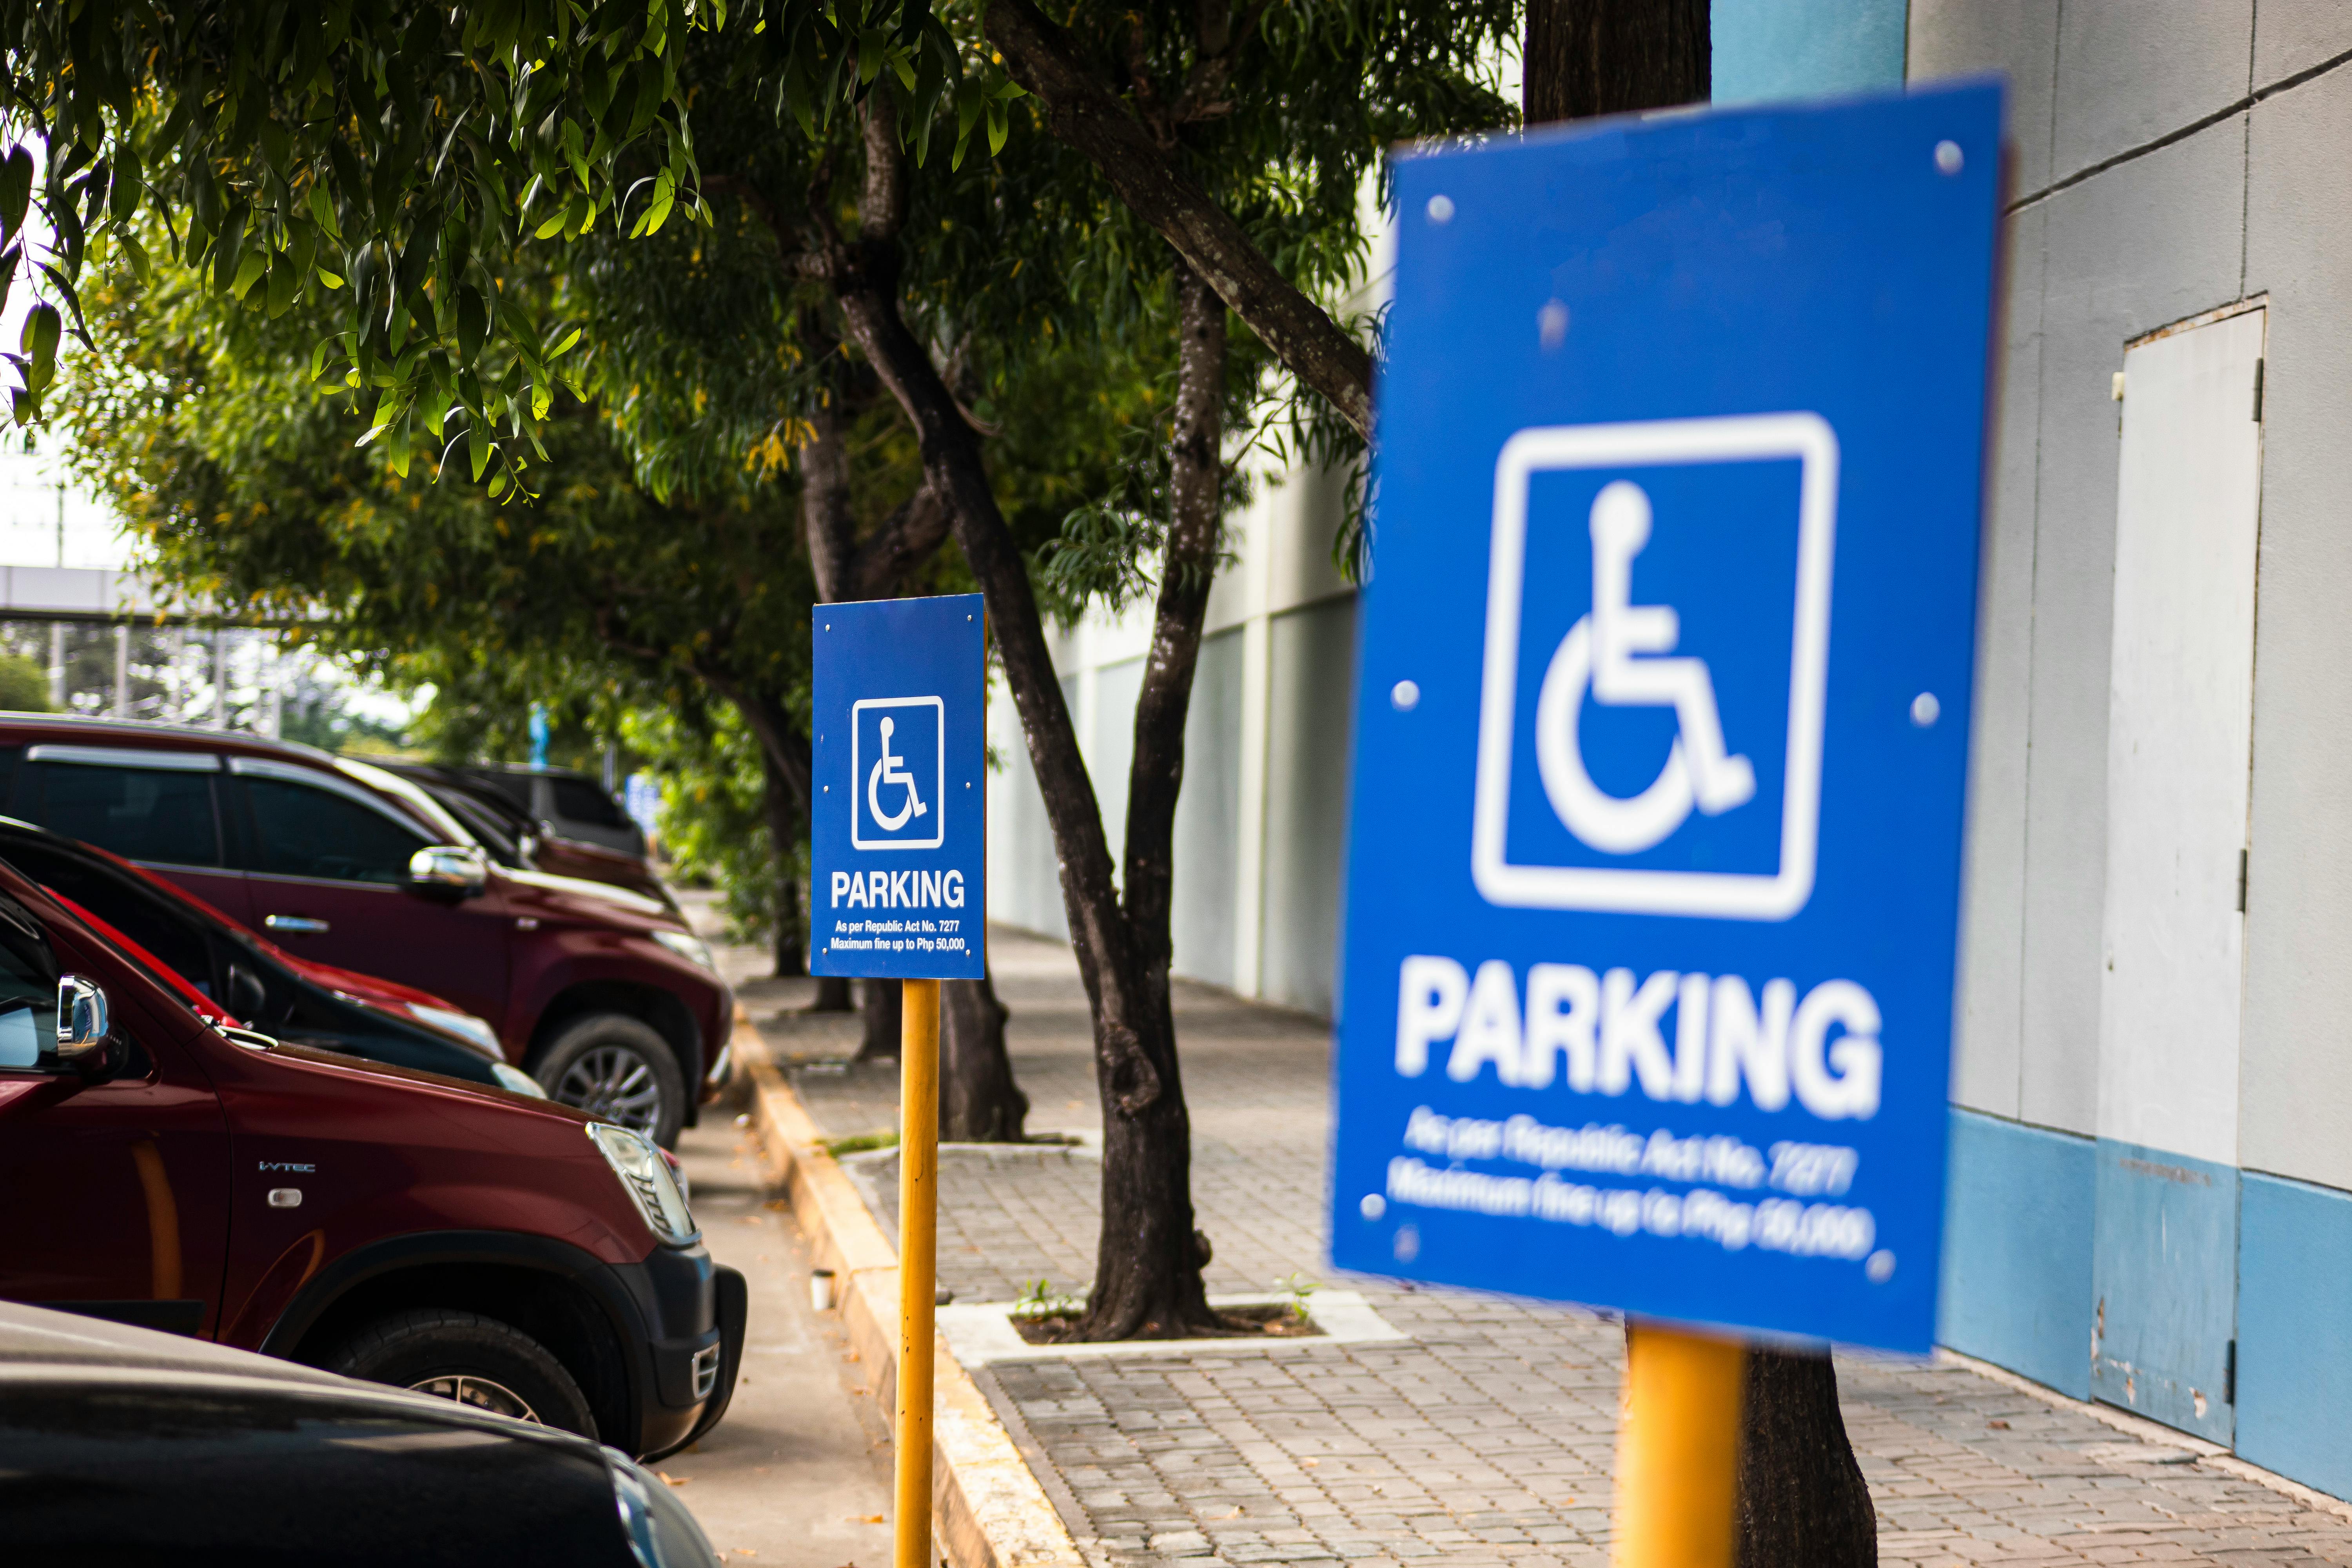 PARKING
As per Republic Act No. 7277
Maximum fine up to Php 50,000
PARKING
As per Republic Act No. 7277
Maximum fine up to Php 50,000
i-VTEC